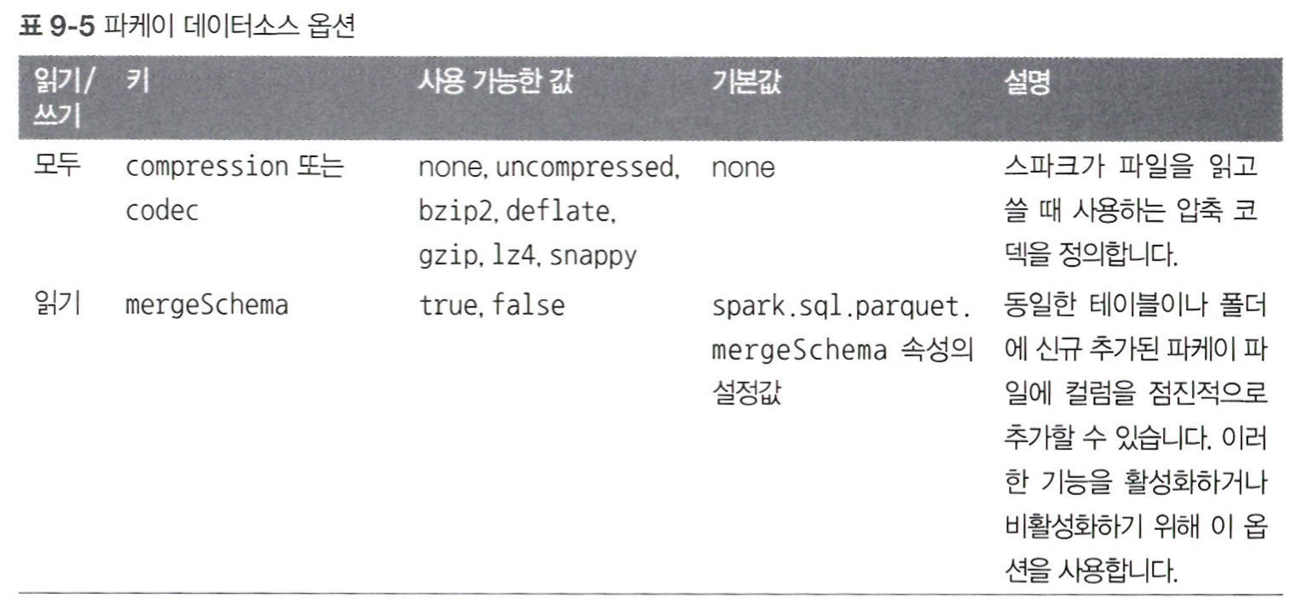 표 9-5 파케이 데이터소스 옵션
읽기/쓰기 키 사용 가능한 값 기본값 설명
모두 compression 또는 codec none, uncompressed, bzip2, deflate, gzip, lz4, snappy none 스파크가 파일을 읽고 쓸 때 사용하는 압축 코덱을 정의합니다.
읽기 mergeSchema true, false spark.sql.parquet.mergeSchema 속성의 설정값 동일한 테이블이나 폴더에 신규 추가된 파케이 파일에 컬럼을 점진적으로 추가할 수 있습니다. 이러한 기능을 활성화하거나 비활성화하기 위해 이 옵션을 사용합니다.